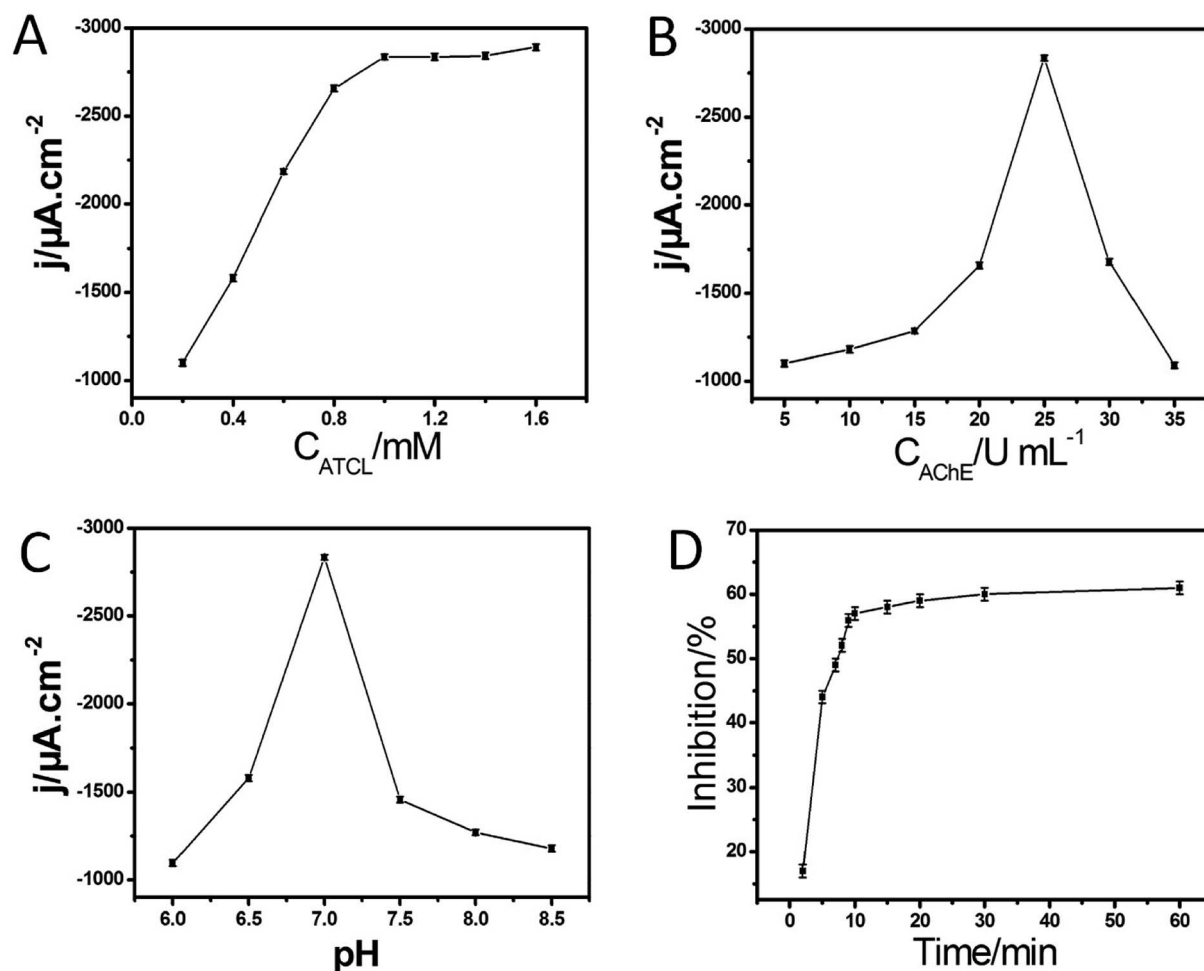 A
j/µA.cm-2
-3000
-2500
-2000
-1500
-1000
0.0 0.4 0.8 1.2 1.6
CATCL/mM
B
j/µA.cm-2
-3000
-2500
-2000
-1500
-1000
5 10 15 20 25 30 35
CAChE/U mL-1
C
j/µA.cm-2
-3000
-2500
-2000
-1500
-1000
6.0 6.5 7.0 7.5 8.0 8.5
pH
D
Inhibition/%
70
60
50
40
30
20
0 10 20 30 40 50 60
Time/min